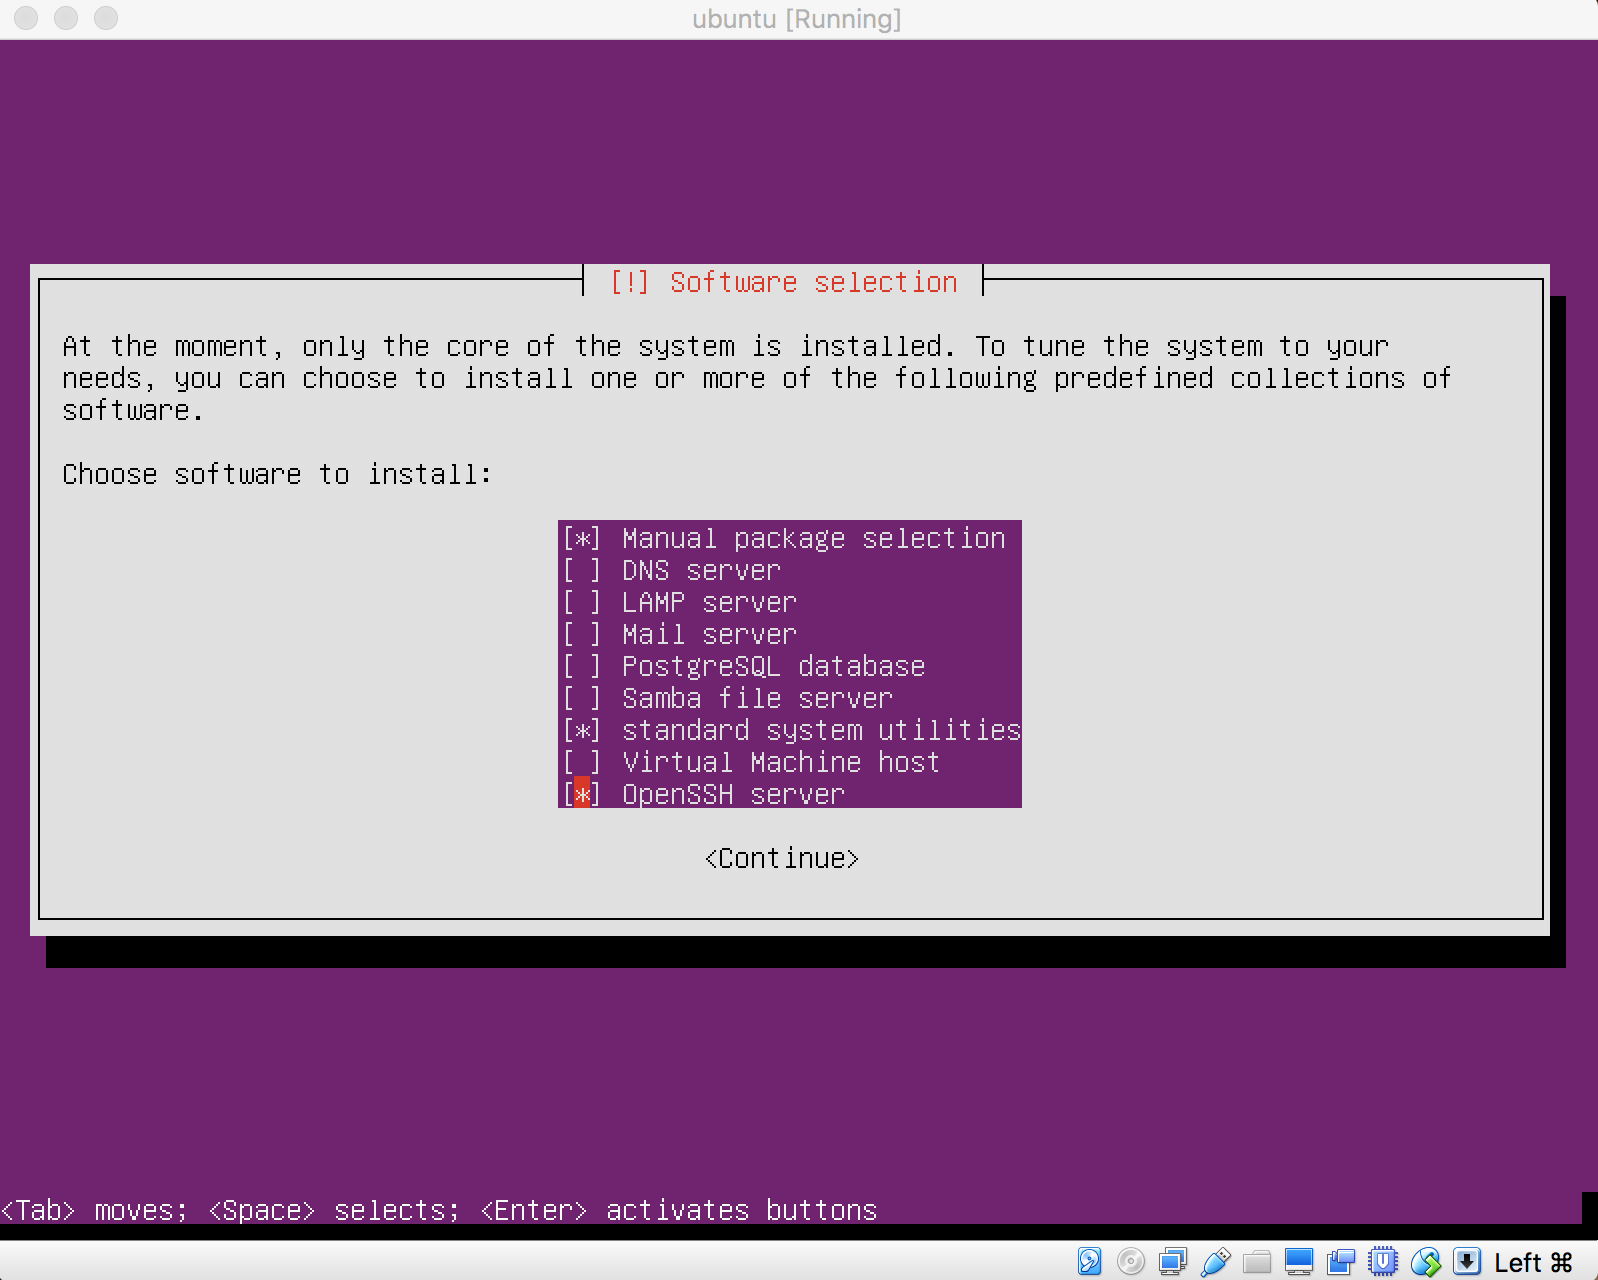 ubuntu [Running]
[!] Software selection
At the moment, only the core of the system is installed. To tune the system to your
needs, you can choose to install one or more of the following predefined collections of
software.
Choose software to install:
[*] Manual package selection
[ ] DNS server
[ ] LAMP server
[ ] Mail server
[ ] PostgreSQL database
[ ] Samba file server
[*] standard system utilities
[ ] Virtual Machine host
[*] OpenSSH server
<Continue>
<Tab> moves; <Space> selects; <Enter> activates buttons
Left ⌘